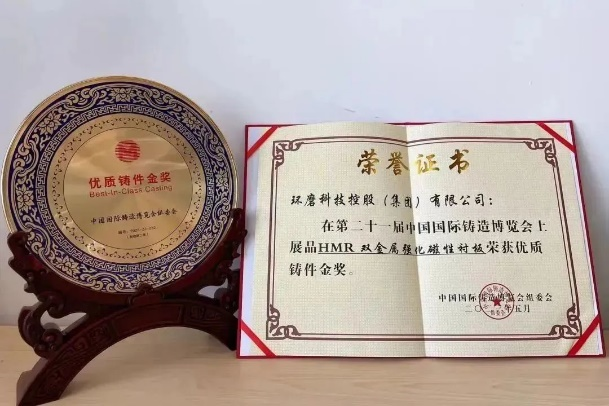 优质铸件金奖
Best-In-Class Casting
中国国际铸造博览会组委会
荣誉证书
环磨科技控股（集团）有限公司：
在第二十一届中国国际铸造博览会上
展品HMR 双金属强化磁性衬板荣获优质
铸件金奖。
中国国际铸造博览会组委会
五月